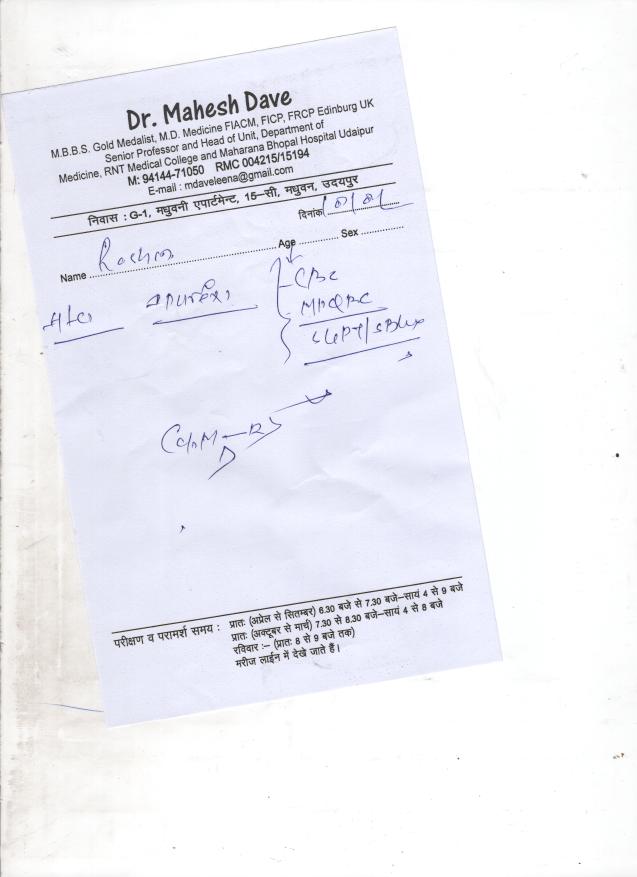 Dr. Mahesh Dave
M.B.B.S. Gold Medalist, M.D. Medicine FIACM, FICP, FRCP Edinburg UK
Senior Professor and Head of Unit, Department of
Medicine, RNT Medical College and Maharana Bhopal Hospital Udaipur
M: 94144-71050 RMC 004215/15194
E-mail : mdaveleena@gmail.com
निवास : G-1, मधुवनी एपार्टमेन्ट, 15-सी, मधुवन, उदयपुर
दिनांक
Name Age Sex
CBC
परीक्षण व परामर्श समय : प्रातः (अप्रेल से सितम्बर) 6.30 बजे से 7.30 बजे-सायं 4 से 9 बजे
प्रातः (अक्टूबर से मार्च) 7.30 से 8.30 बजे-सायं 4 से 8 बजे
रविवार :- (प्रातः 8 से 9 बजे तक)
मरीज लाईन में देखे जाते हैं।